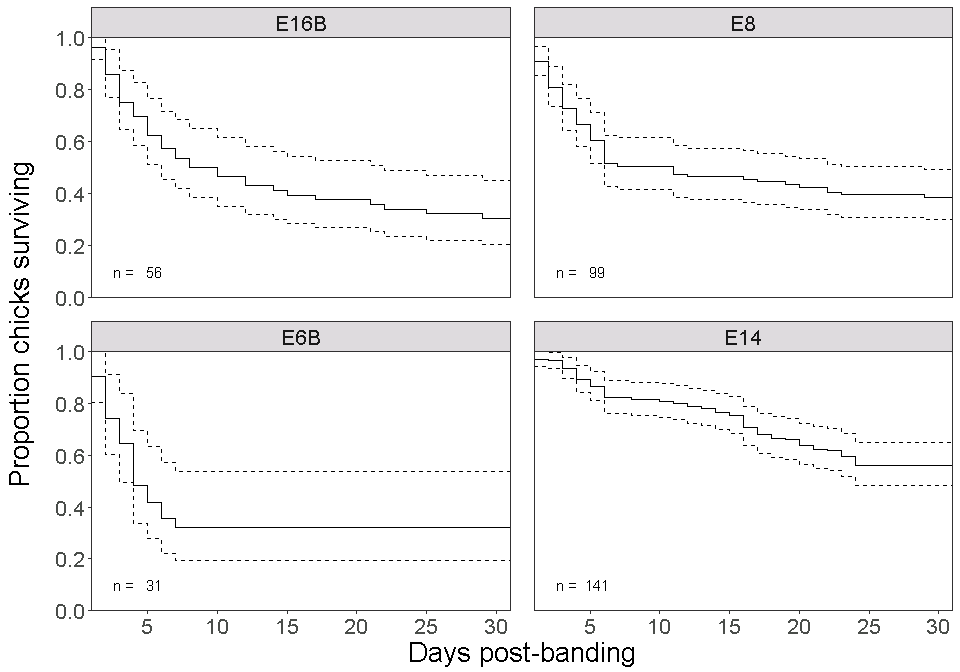 E16B
E8
1.0
0.8
0.6
0.4
0.2
0.0
n = 56
n = 99
E6B
E14
1.0
0.8
0.6
0.4
0.2
0.0
n = 31
n = 141
5 10 15 20 25 30
5 10 15 20 25 30
Days post-banding
Proportion chicks surviving